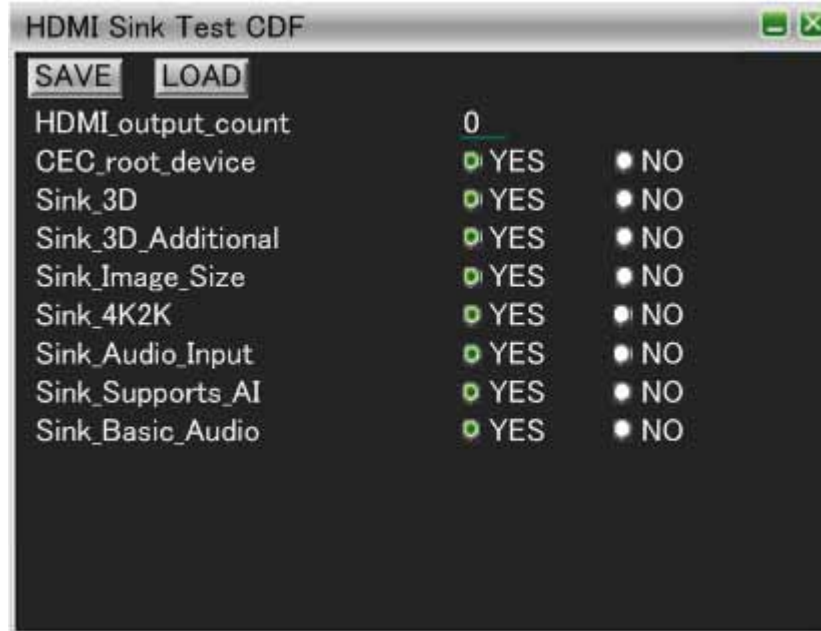 HDMI Sink Test CDF
SAVE LOAD
HDMI_output_count 0
CEC_root_device YES NO
Sink_3D YES NO
Sink_3D_Additional YES NO
Sink_Image_Size YES NO
Sink_4K2K YES NO
Sink_Audio_Input YES NO
Sink_Supports_AI YES NO
Sink_Basic_Audio YES NO